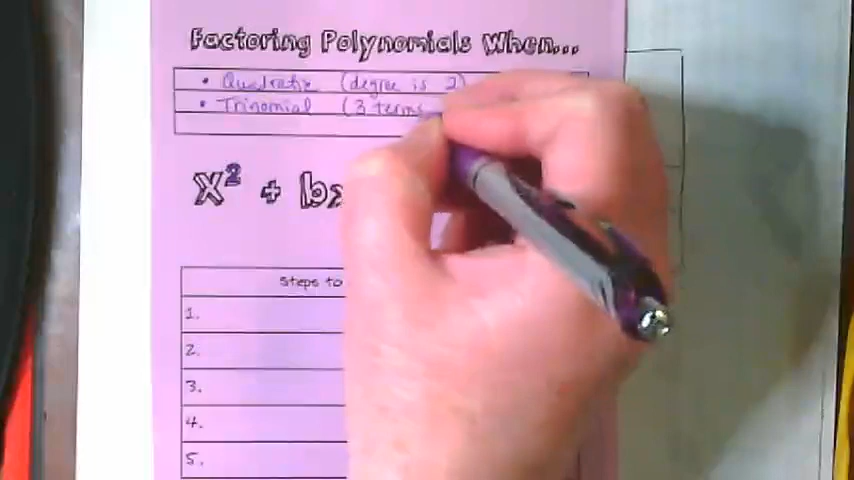 Factoring Polynomials When...
• Quadratic (degree is 2)
• Trinomial (3 terms
x² + bx
Steps to
1.
2.
3.
4.
5.